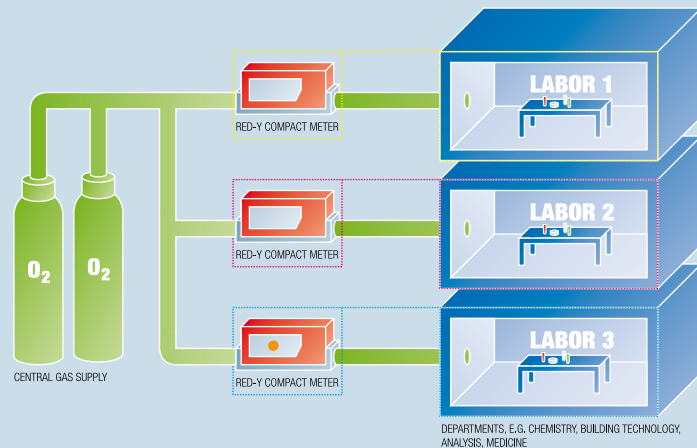 LABOR 1
RED-Y COMPACT METER
LABOR 2
RED-Y COMPACT METER
O2
O2
LABOR 3
CENTRAL GAS SUPPLY
RED-Y COMPACT METER
DEPARTMENTS, E.G. CHEMISTRY, BUILDING TECHNOLOGY,
ANALYSIS, MEDICINE